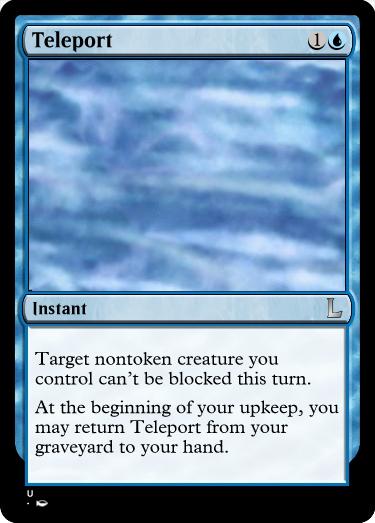 Teleport 1
Instant L
Target nontoken creature you
control can't be blocked this turn.
At the beginning of your upkeep, you
may return Teleport from your
graveyard to your hand.
U